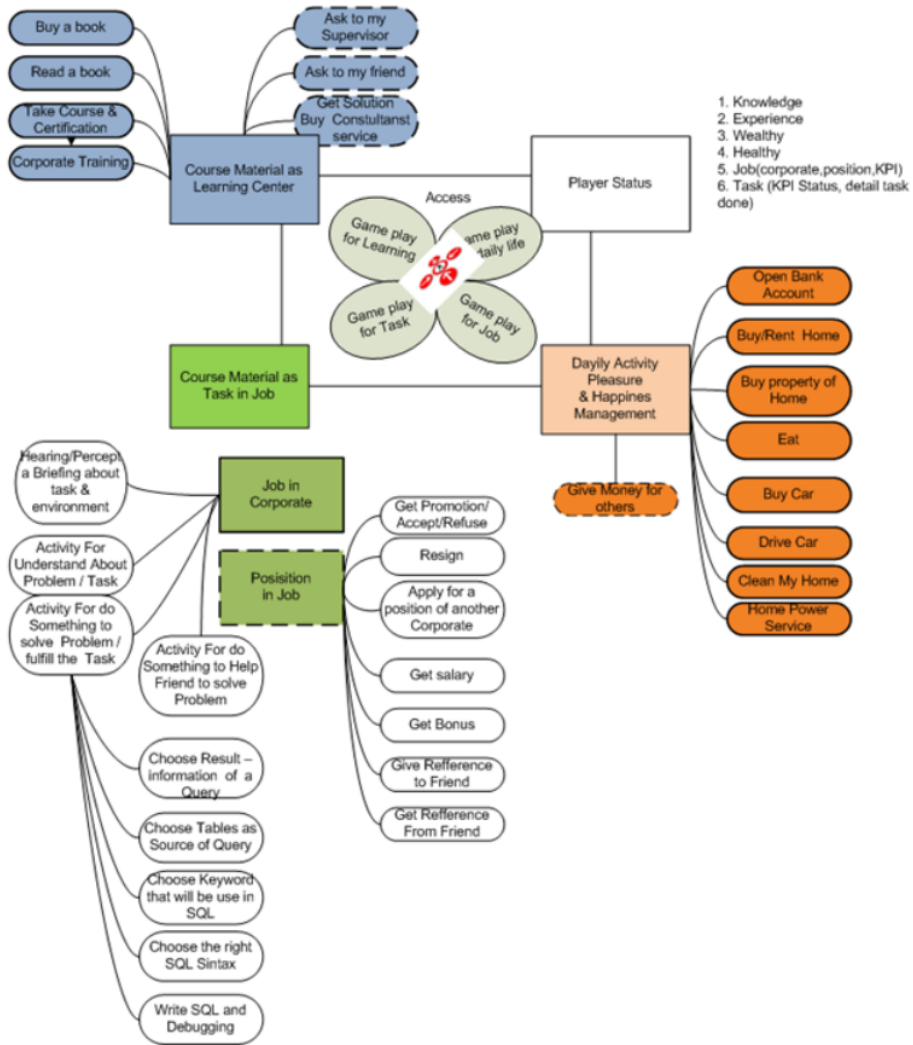 Buy a book
Read a book
Take Course &
Certification
Corporate Training
Ask to my
Supervisor
Ask to my friend
Get Solution
Buy Constultanst
service
Course Material as
Learning Center
Player Status
1. Knowledge
2. Experience
3. Wealthy
4. Healthy
5. Job(corporate,position,KPI)
6. Task (KPI Status, detail task
done)
Access
Game play
for Learning
ame play
daily life
Game play
for Task
Game play
for Job
Course Material as
Task in Job
Dayily Activity
Pleasure
& Happines
Management
Open Bank
Account
Buy/Rent Home
Buy property of
Home
Eat
Buy Car
Drive Car
Clean My Home
Home Power
Service
Give Money for
others
Hearing/Percept
a Briefing about
task &
environment
Activity For
Understand About
Problem / Task
Activity For do
Something to
solve Problem /
fulfill the Task
Job in
Corporate
Posisition
in Job
Activity For do
Something to Help
Friend to solve
Problem
Get Promotion/
Accept/Refuse
Resign
Apply for a
position of another
Corporate
Get salary
Get Bonus
Give Refference
to Friend
Get Refference
From Friend
Choose Result –
information of a
Query
Choose Tables as
Source of Query
Choose Keyword
that will be use in
SQL
Choose the right
SQL Sintax
Write SQL and
Debugging